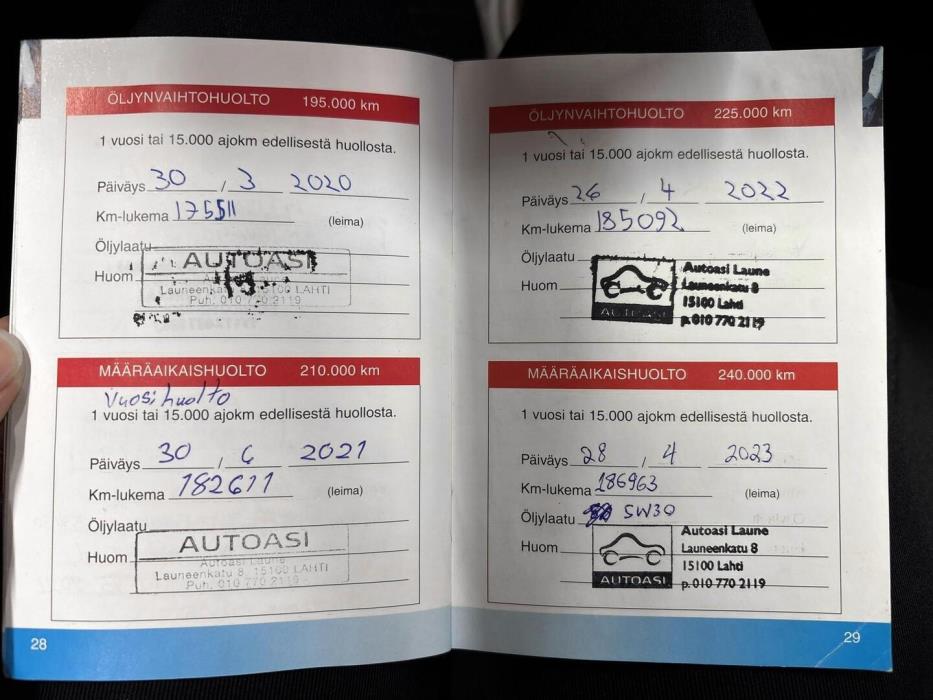 ÖLJYNVAIHTOHUOLTO 195.000 km
1 vuosi tai 15.000 ajokm edellisestä huollosta.
Päiväys 30 / 3 2020
Km-lukema 175511 (leima)
Öljylaatu
AUTOASI
Huom
Launeenkatu 15100 LAHTI
Puh. 010 770 2119
MÄÄRÄAIKAISHUOLTO 210.000 km
Vuosihuolto
1 vuosi tai 15.000 ajokm edellisestä huollosta.
Päiväys 30 / 6 2021
Km-lukema 182611 (leima)
Öljylaatu
AUTOASI
Huom
Autoasi Laune
Launeenkatu 8, 15100 LAHTI
Puh. 010 770 2119
28
ÖLJYNVAIHTOHUOLTO 225.000 km
1 vuosi tai 15.000 ajokm edellisestä huollosta.
Päiväys 26 / 4 2022
Km-lukema 185092 (leima)
Öljylaatu
Huom
Autoasi Laune
Launeenkatu 8
15100 Lahti
AUTOASI
p.010 770 2119
MÄÄRÄAIKAISHUOLTO 240.000 km
1 vuosi tai 15.000 ajokm edellisestä huollosta.
Päiväys 28 / 4 2023
Km-lukema 186963 (leima)
Öljylaatu 5W30
Huom
Autoasi Laune
Launeenkatu 8
15100 Lahti
AUTOASI
p.010 770 2119
29